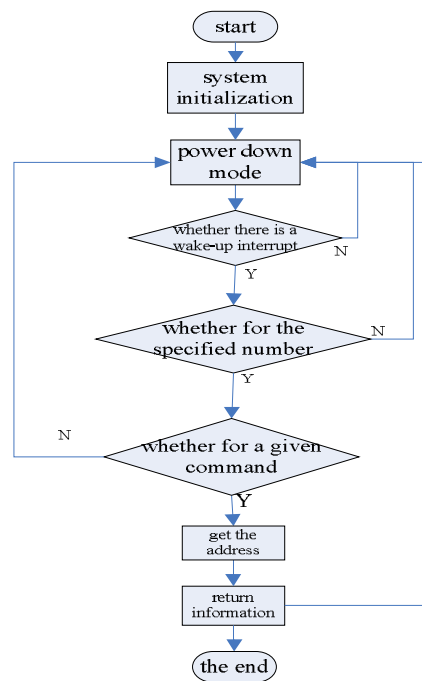 start
system
initialization
power down
mode
whether there is a
wake-up interrupt
N
Y
whether for the
specified number
N
Y
N
whether for a given
command
Y
get the
address
return
information
the end